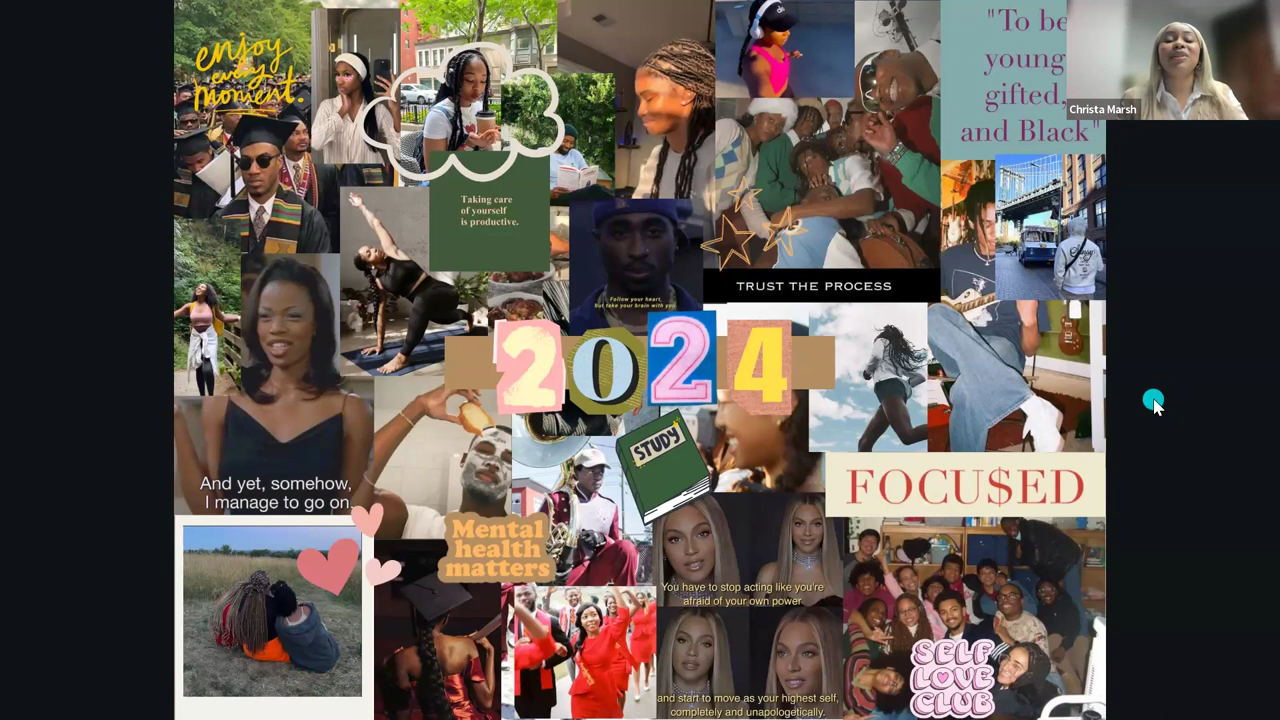 enjoy
every
moment.
"To be
young
gifted,
and Black"
Christa Marsh
Taking care
of yourself
is productive.
Follow your heart,
but take your brain with you.
TRUST THE PROCESS
2024
STUDY
And yet, somehow,
I manage to go on.
FOCU$ED
Mental
health
matters
You have to stop acting like you're
afraid of your own power
and start to move as your highest self,
completely and unapologetically.
SELF
LOVE
CLUB